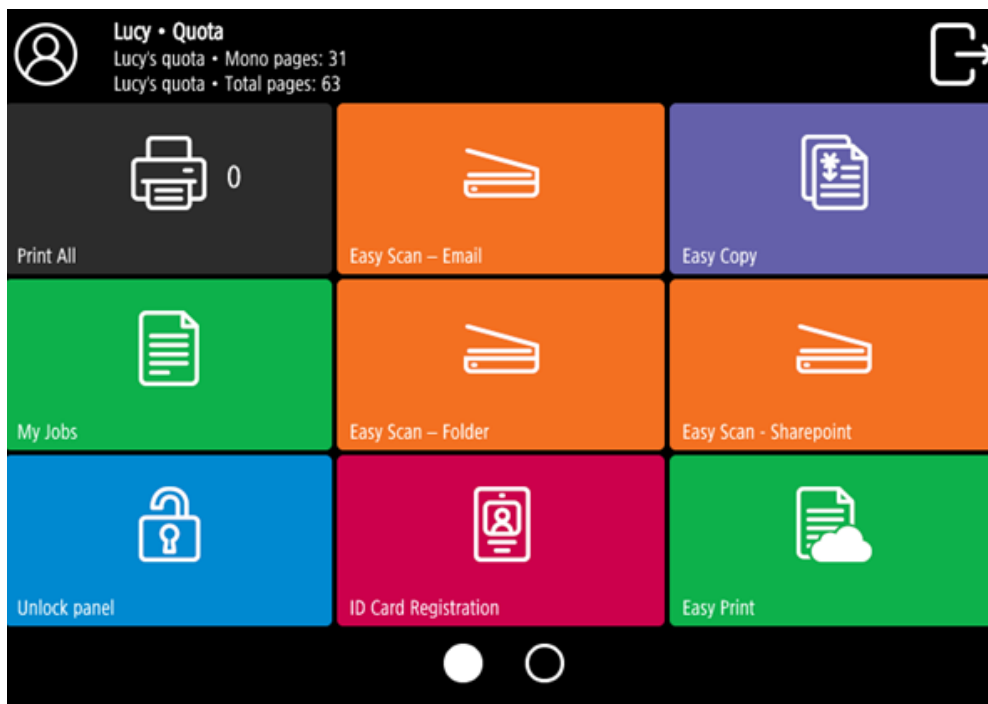 Lucy • Quota
Lucy's quota • Mono pages: 31
Lucy's quota • Total pages: 63
0
Print All
Easy Scan – Email
Easy Copy
My Jobs
Easy Scan – Folder
Easy Scan - Sharepoint
Unlock panel
ID Card Registration
Easy Print